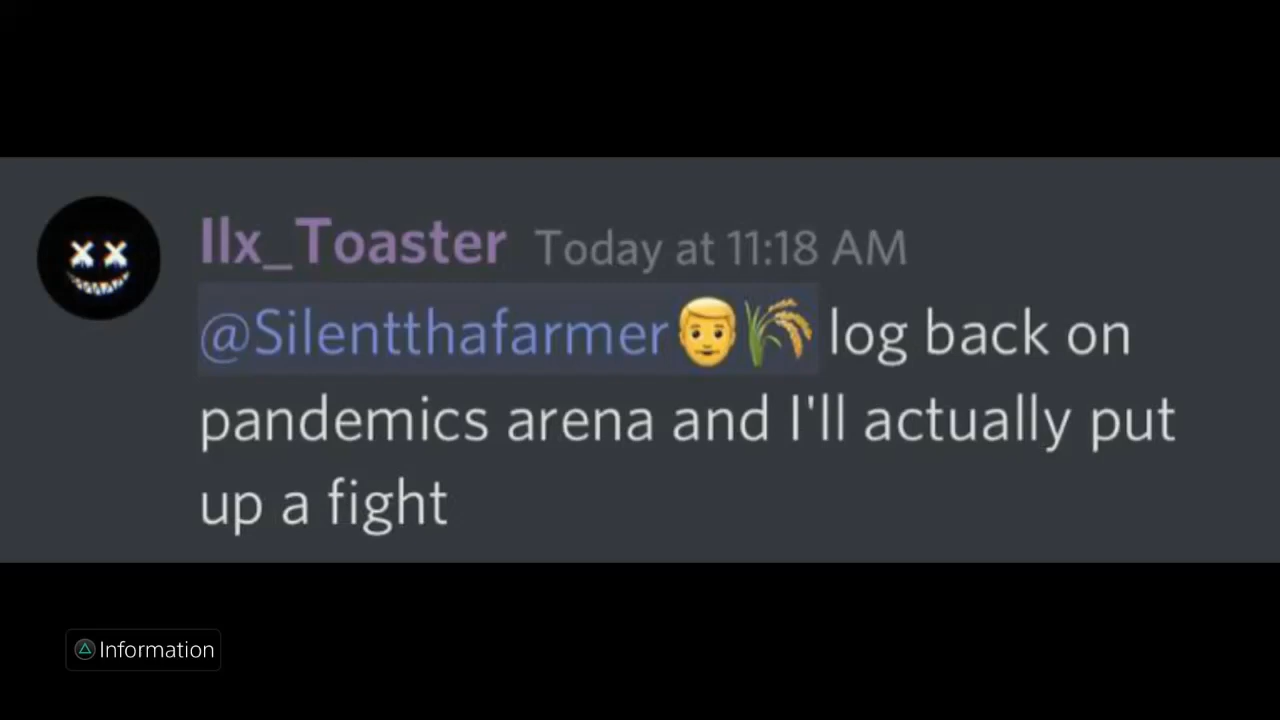 Ilx_Toaster Today at 11:18 AM
@Silentthafarmer👨🌾 log back on
pandemics arena and I'll actually put
up a fight
Information